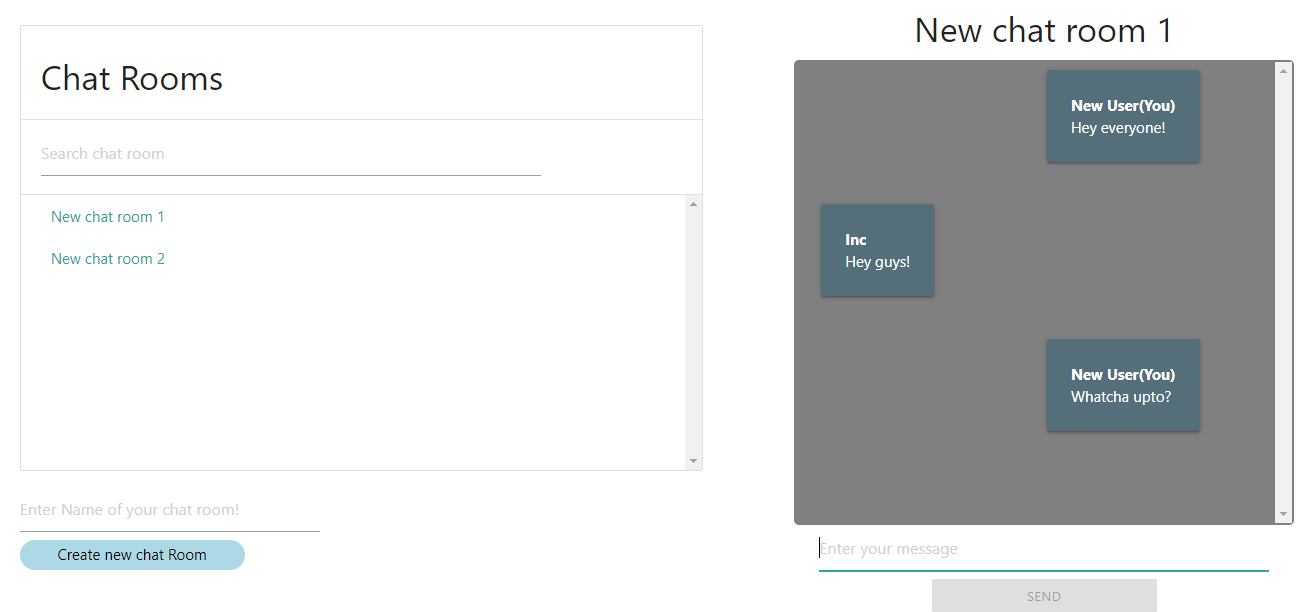 Chat Rooms
Search chat room
New chat room 1
New chat room 2
Enter Name of your chat room!
Create new chat Room
New chat room 1
New User(You)
Hey everyone!
Inc
Hey guys!
New User(You)
Whatcha upto?
Enter your message
SEND